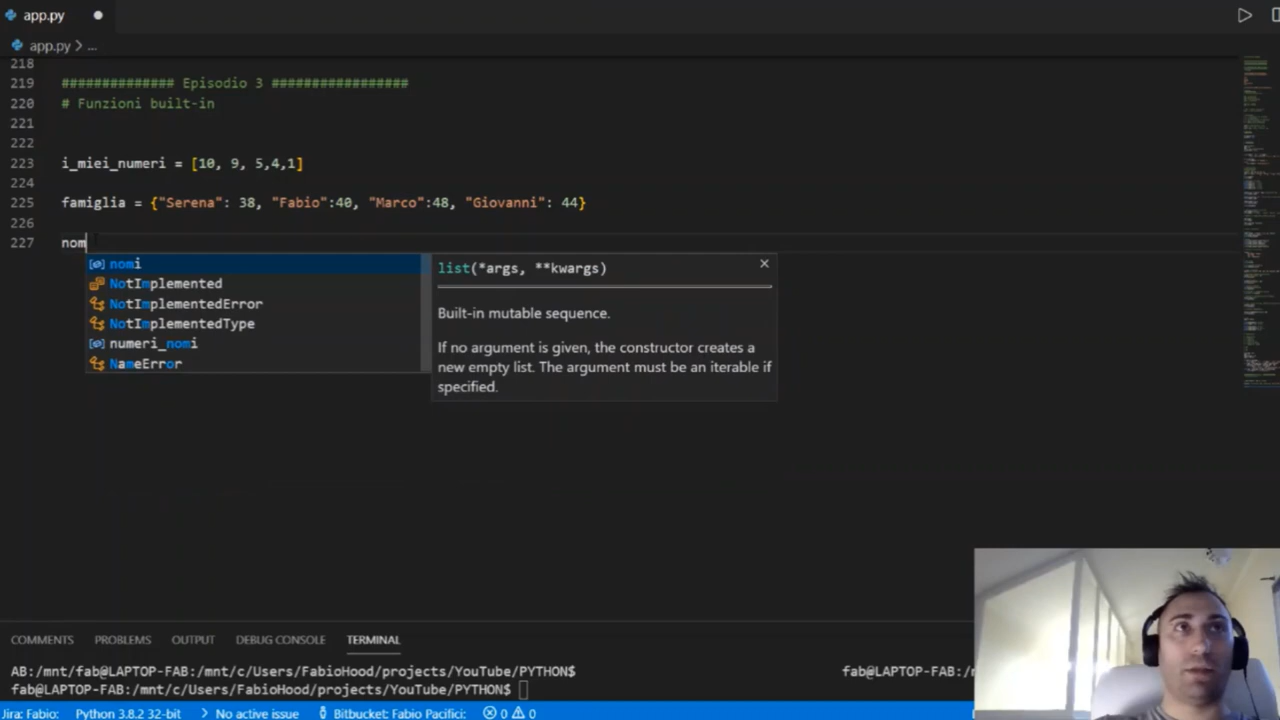 app.py
app.py > ...
218
219 ############## Episodio 3 #################
220 # Funzioni built-in
221
222
223 i_miei_numeri = [10, 9, 5,4,1]
224
225 famiglia = {"Serena": 38, "Fabio":40, "Marco":48, "Giovanni": 44}
226
227 nom
nomi
NotImplemented
NotImplementedError
NotImplementedType
numeri_nomi
NameError
list(*args, **kwargs)
Built-in mutable sequence.
If no argument is given, the constructor creates a
new empty list. The argument must be an iterable if
specified.
COMMENTS PROBLEMS OUTPUT DEBUG CONSOLE TERMINAL
AB:/mnt/fab@LAPTOP-FAB:/mnt/c/Users/FabioHood/projects/YouTube/PYTHON$ fab@LAPTOP-FAB:/
fab@LAPTOP-FAB:/mnt/c/Users/FabioHood/projects/YouTube/PYTHON$
Jira: Fabio: Python 3.8.2 32-bit No active issue Bitbucket: Fabio Pacifici: 0 0